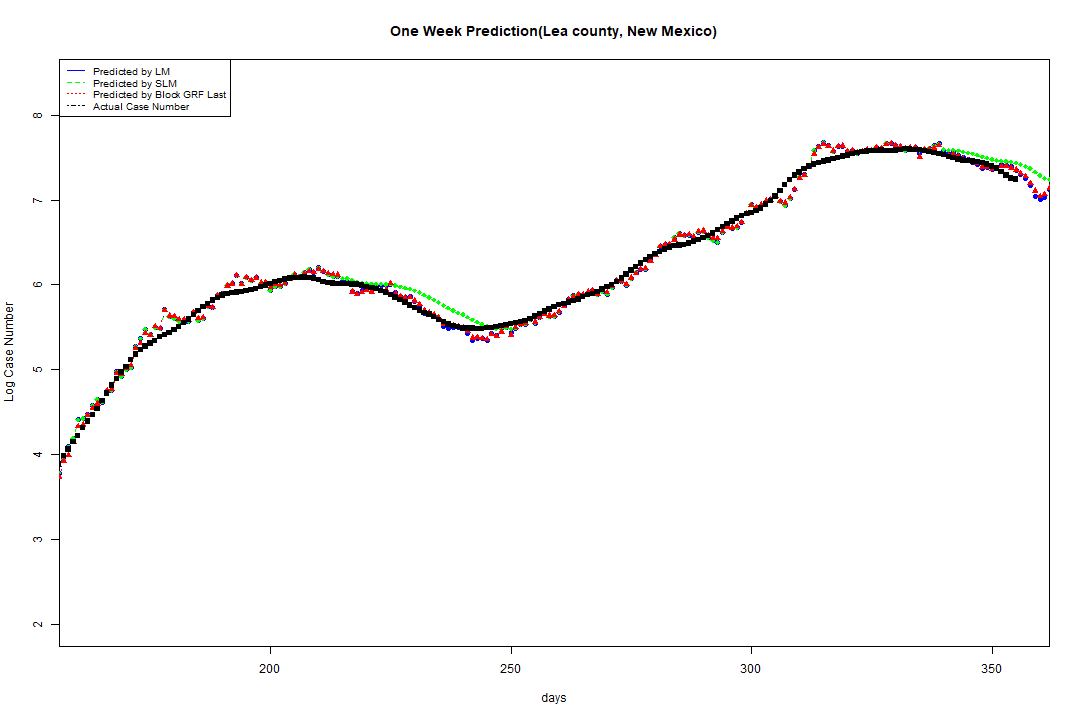 One Week Prediction(Lea county, New Mexico)
Predicted by LM
Predicted by SLM
Predicted by Block GRF Last
Actual Case Number
8
7
6
5
4
3
2
Log Case Number
200
250
300
350
days